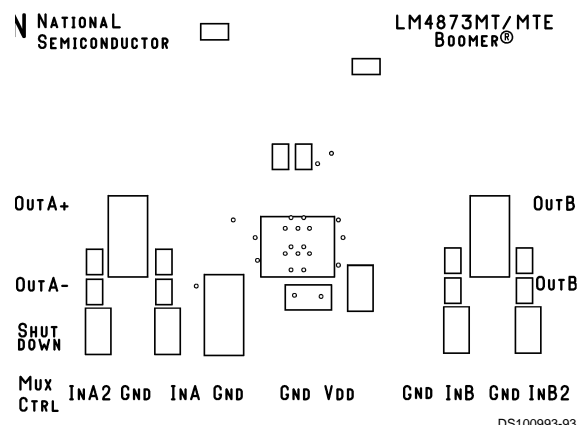 N NATIONAL
SEMICONDUCTOR
LM4873MT/MTE
BOOMER®
OUTA+
OUTB
OUTA-
OUTB
SHUT
DOWN
MUX
CTRL
INA2 GND INA GND GND VDD GND INB GND INB2
DS100993-93